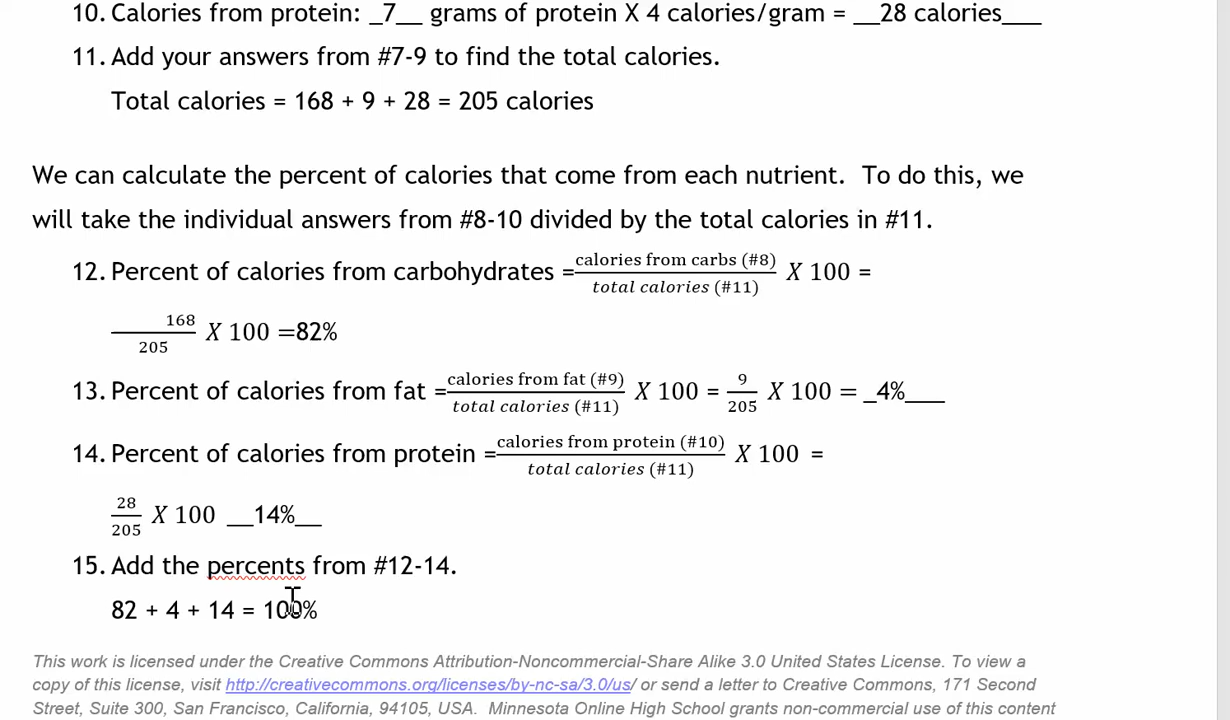 10. Calories from protein: _7__ grams of protein X 4 calories/gram = __28 calories___
11. Add your answers from #7-9 to find the total calories.
Total calories = 168 + 9 + 28 = 205 calories
We can calculate the percent of calories that come from each nutrient. To do this, we
will take the individual answers from #8-10 divided by the total calories in #11.
12. Percent of calories from carbohydrates = calories from carbs (#8) / total calories (#11) X 100 =
168 / 205 X 100 =82%
13. Percent of calories from fat = calories from fat (#9) / total calories (#11) X 100 = 9 / 205 X 100 = _4%___
14. Percent of calories from protein = calories from protein (#10) / total calories (#11) X 100 =
28 / 205 X 100 __14%__
15. Add the percents from #12-14.
82 + 4 + 14 = 100%
This work is licensed under the Creative Commons Attribution-Noncommercial-Share Alike 3.0 United States License. To view a
copy of this license, visit http://creativecommons.org/licenses/by-nc-sa/3.0/us/ or send a letter to Creative Commons, 171 Second
Street, Suite 300, San Francisco, California, 94105, USA. Minnesota Online High School grants non-commercial use of this content